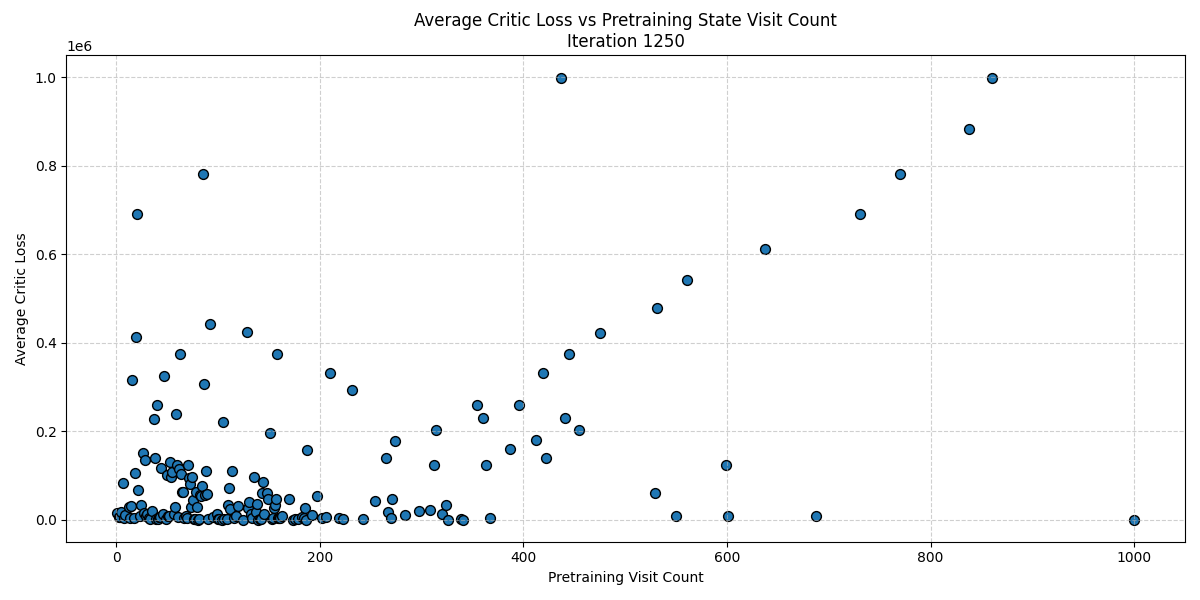 Average Critic Loss vs Pretraining State Visit Count
Iteration 1250
1e6
1.0
0.8
0.6
0.4
0.2
0.0
Average Critic Loss
0 200 400 600 800 1000
Pretraining Visit Count